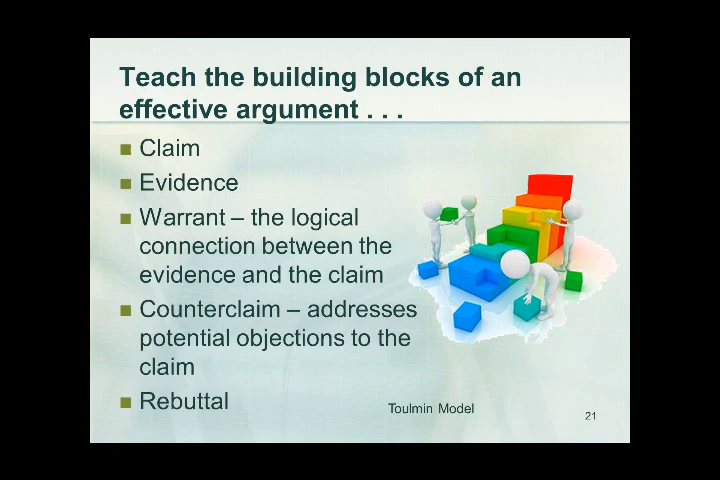 Teach the building blocks of an
effective argument . . .
Claim
Evidence
Warrant – the logical
connection between the
evidence and the claim
Counterclaim – addresses
potential objections to the
claim
Rebuttal
Toulmin Model
21